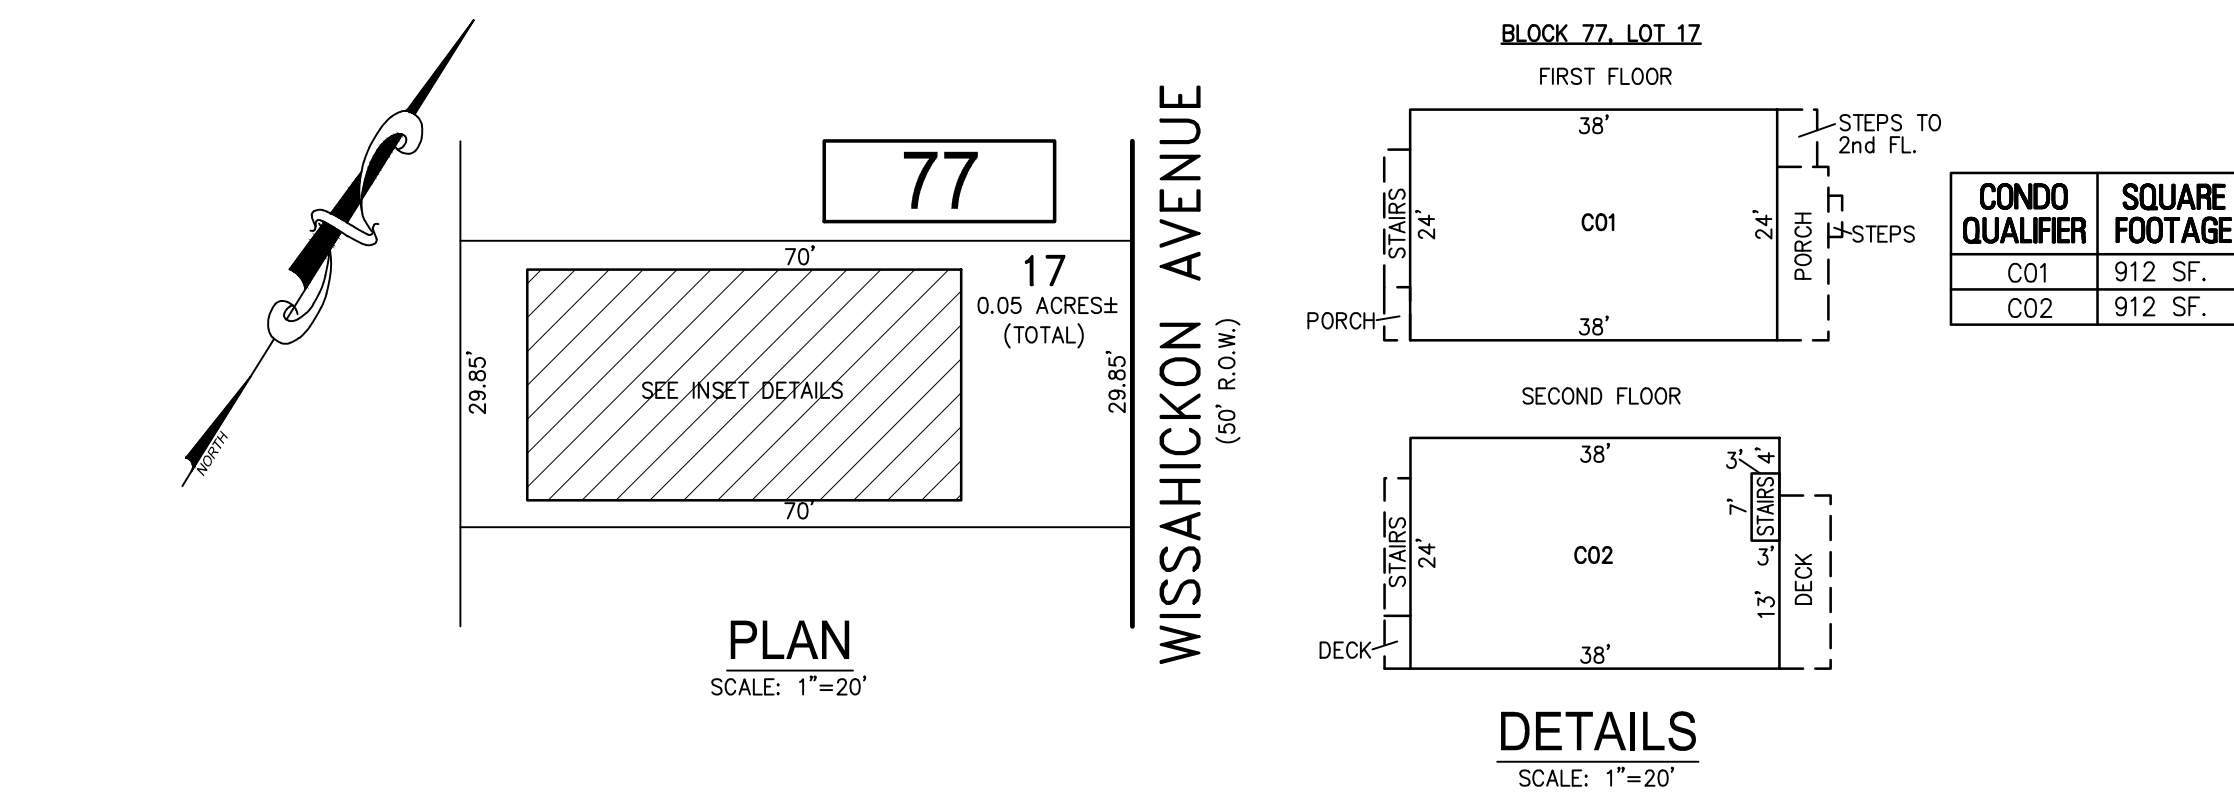 NORTH
77
70'
17
0.05 ACRES±
(TOTAL)
29.85'
SEE INSET DETAILS
29.85'
70'
WISSAHICKON AVENUE
(50' R.O.W.)
PLAN
SCALE: 1"=20'
BLOCK 77, LOT 17
FIRST FLOOR
38'
STEPS TO
2nd FL.
STAIRS
24'
C01
24'
PORCH
STEPS
PORCH
38'
SECOND FLOOR
38'
3'
4'
7'
STAIRS
STAIRS
24'
C02
3'
13'
DECK
DECK
38'
DETAILS
SCALE: 1"=20'
CONDO QUALIFIER
SQUARE FOOTAGE
C01 912 SF.
C02 912 SF.